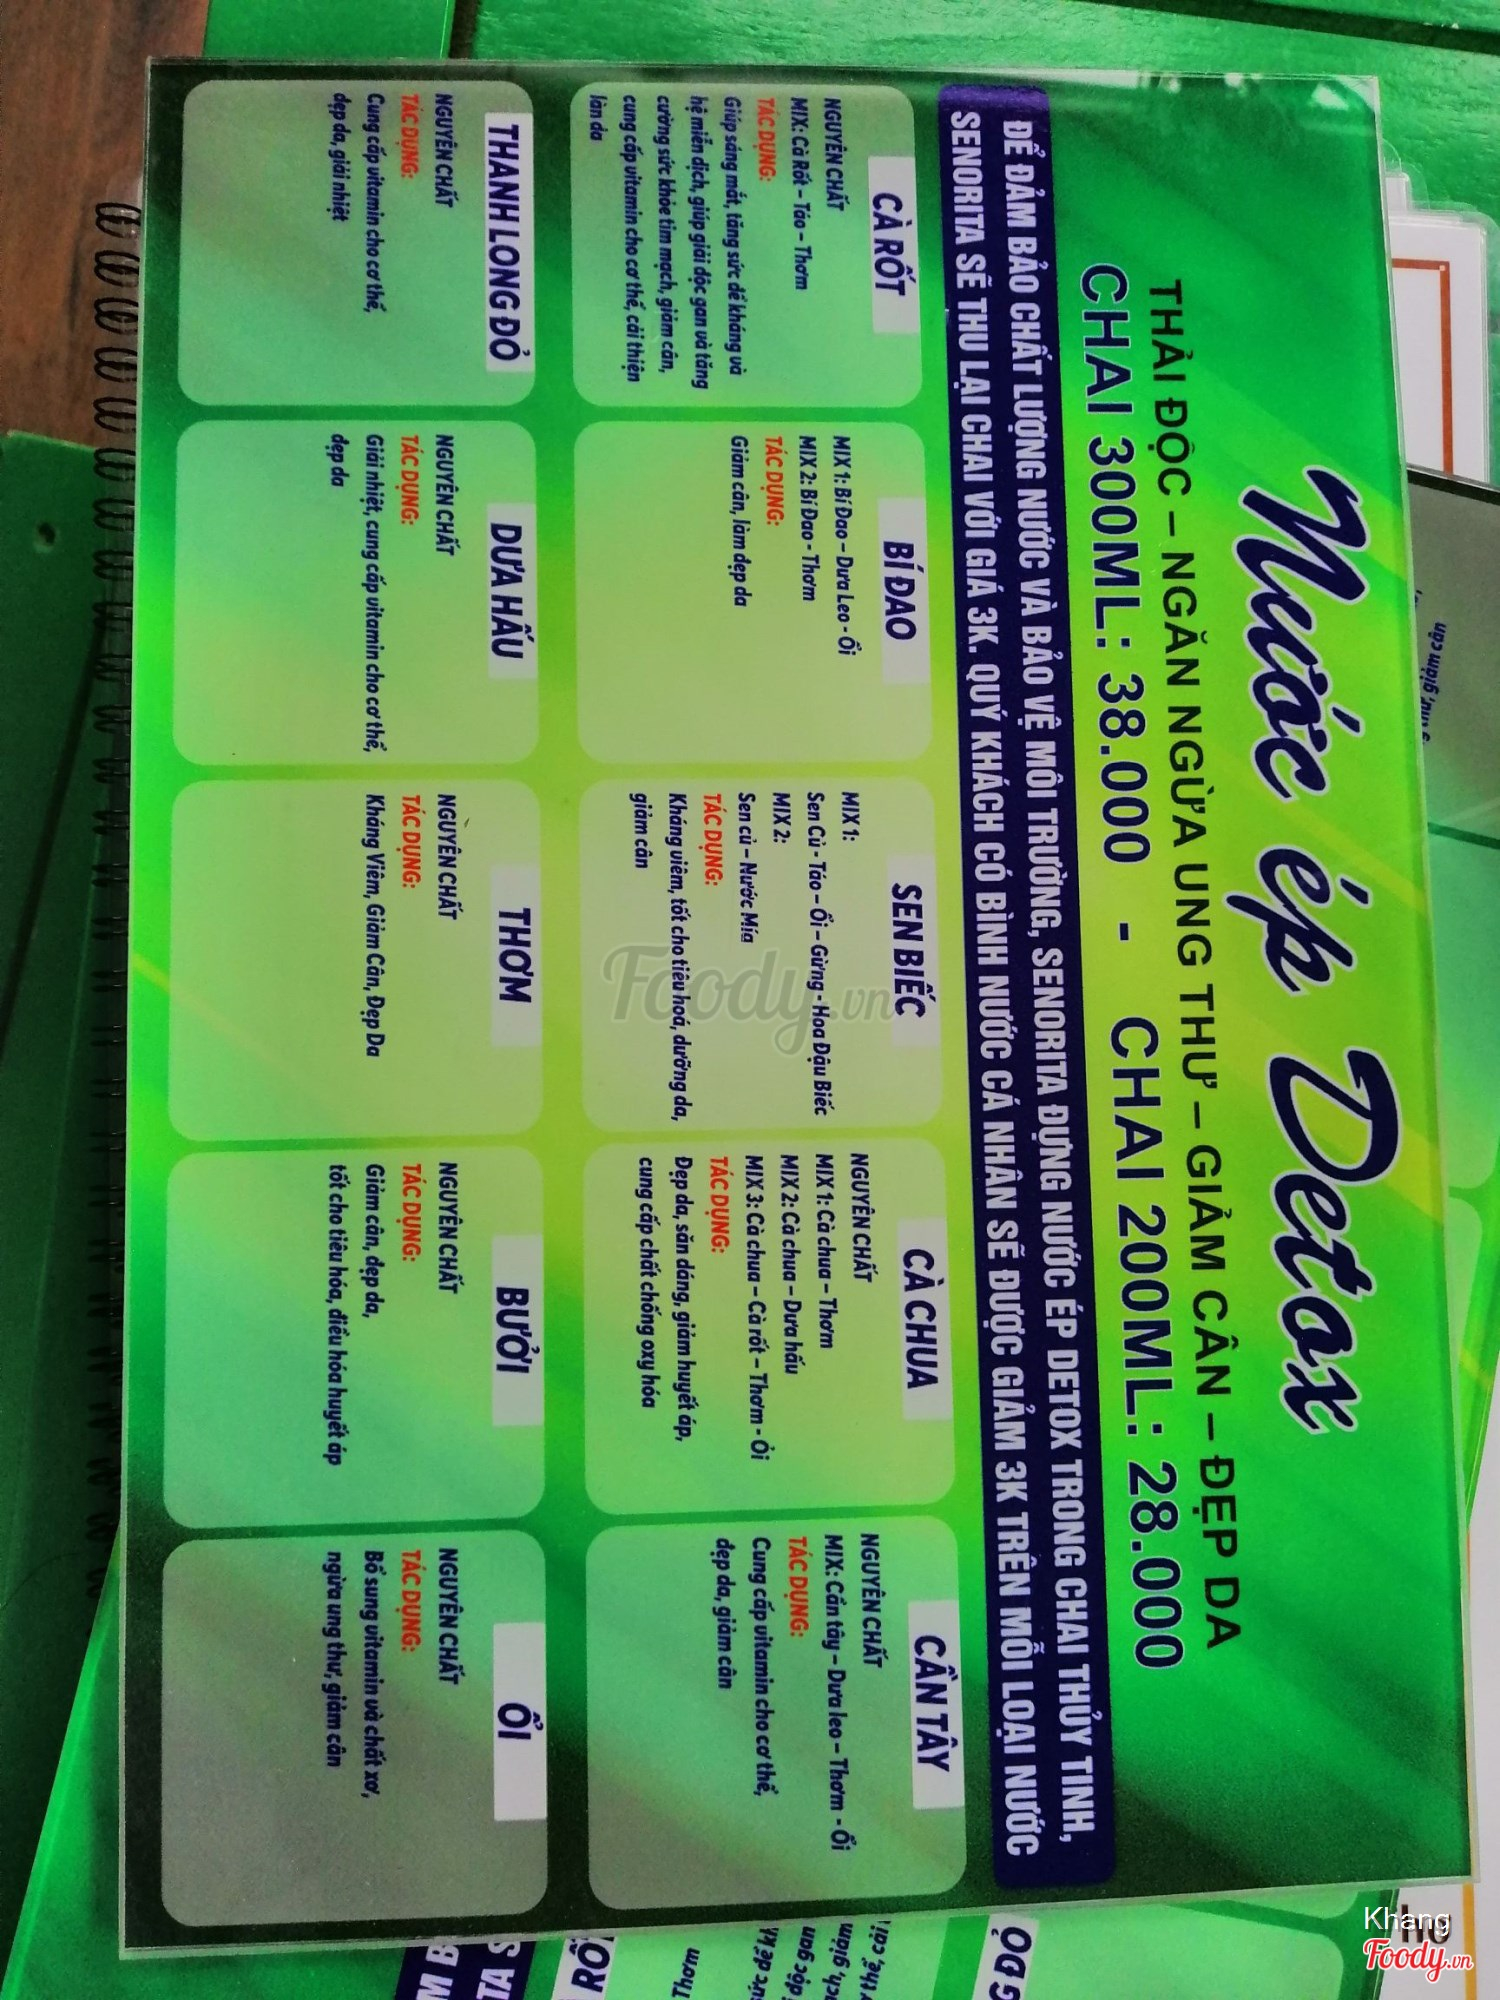 Nước ép Detox
THẢI ĐỘC – NGĂN NGỪA UNG THƯ – GIẢM CÂN – ĐẸP DA
CHAI 300ML: 38.000 - CHAI 200ML: 28.000
ĐỂ ĐẢM BẢO CHẤT LƯỢNG NƯỚC VÀ BẢO VỆ MÔI TRƯỜNG, SENORITA ĐỰNG NƯỚC ÉP DETOX TRONG CHAI THỦY TINH,
SENORITA SẼ THU LẠI CHAI VỚI GIÁ 3K. QUÝ KHÁCH CÓ BÌNH NƯỚC CÁ NHÂN SẼ ĐƯỢC GIẢM 3K TRÊN MỖI LOẠI NƯỚC
CÀ RỐT
NGUYÊN CHẤT
MIX: Cà Rốt – Táo – Thơm
TÁC DỤNG:
Giúp sáng mắt, tăng sức đề kháng và
hệ miễn dịch, giúp giải độc gan và tăng
cường sức khỏe tim mạch, giảm cân,
cung cấp vitamin cho cơ thể, cải thiện
làn da
BÍ ĐAO
MIX 1: Bí Đao – Dưa Leo - Ổi
MIX 2: Bí Đao - Thơm
TÁC DỤNG:
Giảm cân, làm đẹp da
SEN BIẾC
MIX 1:
Sen Củ - Táo – Ổi – Gừng - Hoa Đậu Biếc
MIX 2:
Sen củ – Nước Mía
TÁC DỤNG:
Kháng viêm, tốt cho tiêu hoá, dưỡng da,
giảm cân
CÀ CHUA
NGUYÊN CHẤT
MIX 1: Cà chua – Thơm
MIX 2: Cà chua – Dưa hấu
MIX 3: Cà chua – Cà rốt – Thơm - Ổi
TÁC DỤNG:
Đẹp da, săn dáng, giảm huyết áp,
cung cấp chất chống oxy hóa
CẦN TÂY
NGUYÊN CHẤT
MIX: Cần tây – Dưa leo – Thơm - Ổi
TÁC DỤNG:
Cung cấp vitamin cho cơ thể,
đẹp da, giảm cân
THANH LONG ĐỎ
NGUYÊN CHẤT
TÁC DỤNG:
Cung cấp vitamin cho cơ thể,
đẹp da, giải nhiệt
DƯA HẤU
NGUYÊN CHẤT
TÁC DỤNG:
Giải nhiệt, cung cấp vitamin cho cơ thể,
đẹp da
THƠM
NGUYÊN CHẤT
TÁC DỤNG:
Kháng Viêm, Giảm Cân, Đẹp Da
BƯỞI
NGUYÊN CHẤT
TÁC DỤNG:
Giảm cân, đẹp da,
tốt cho tiêu hóa, điều hóa huyết áp
ỔI
NGUYÊN CHẤT
TÁC DỤNG:
Bổ sung vitamin và chất xơ,
ngừa ung thư, giảm cân
Foody.vn
Khang
Foody.vn